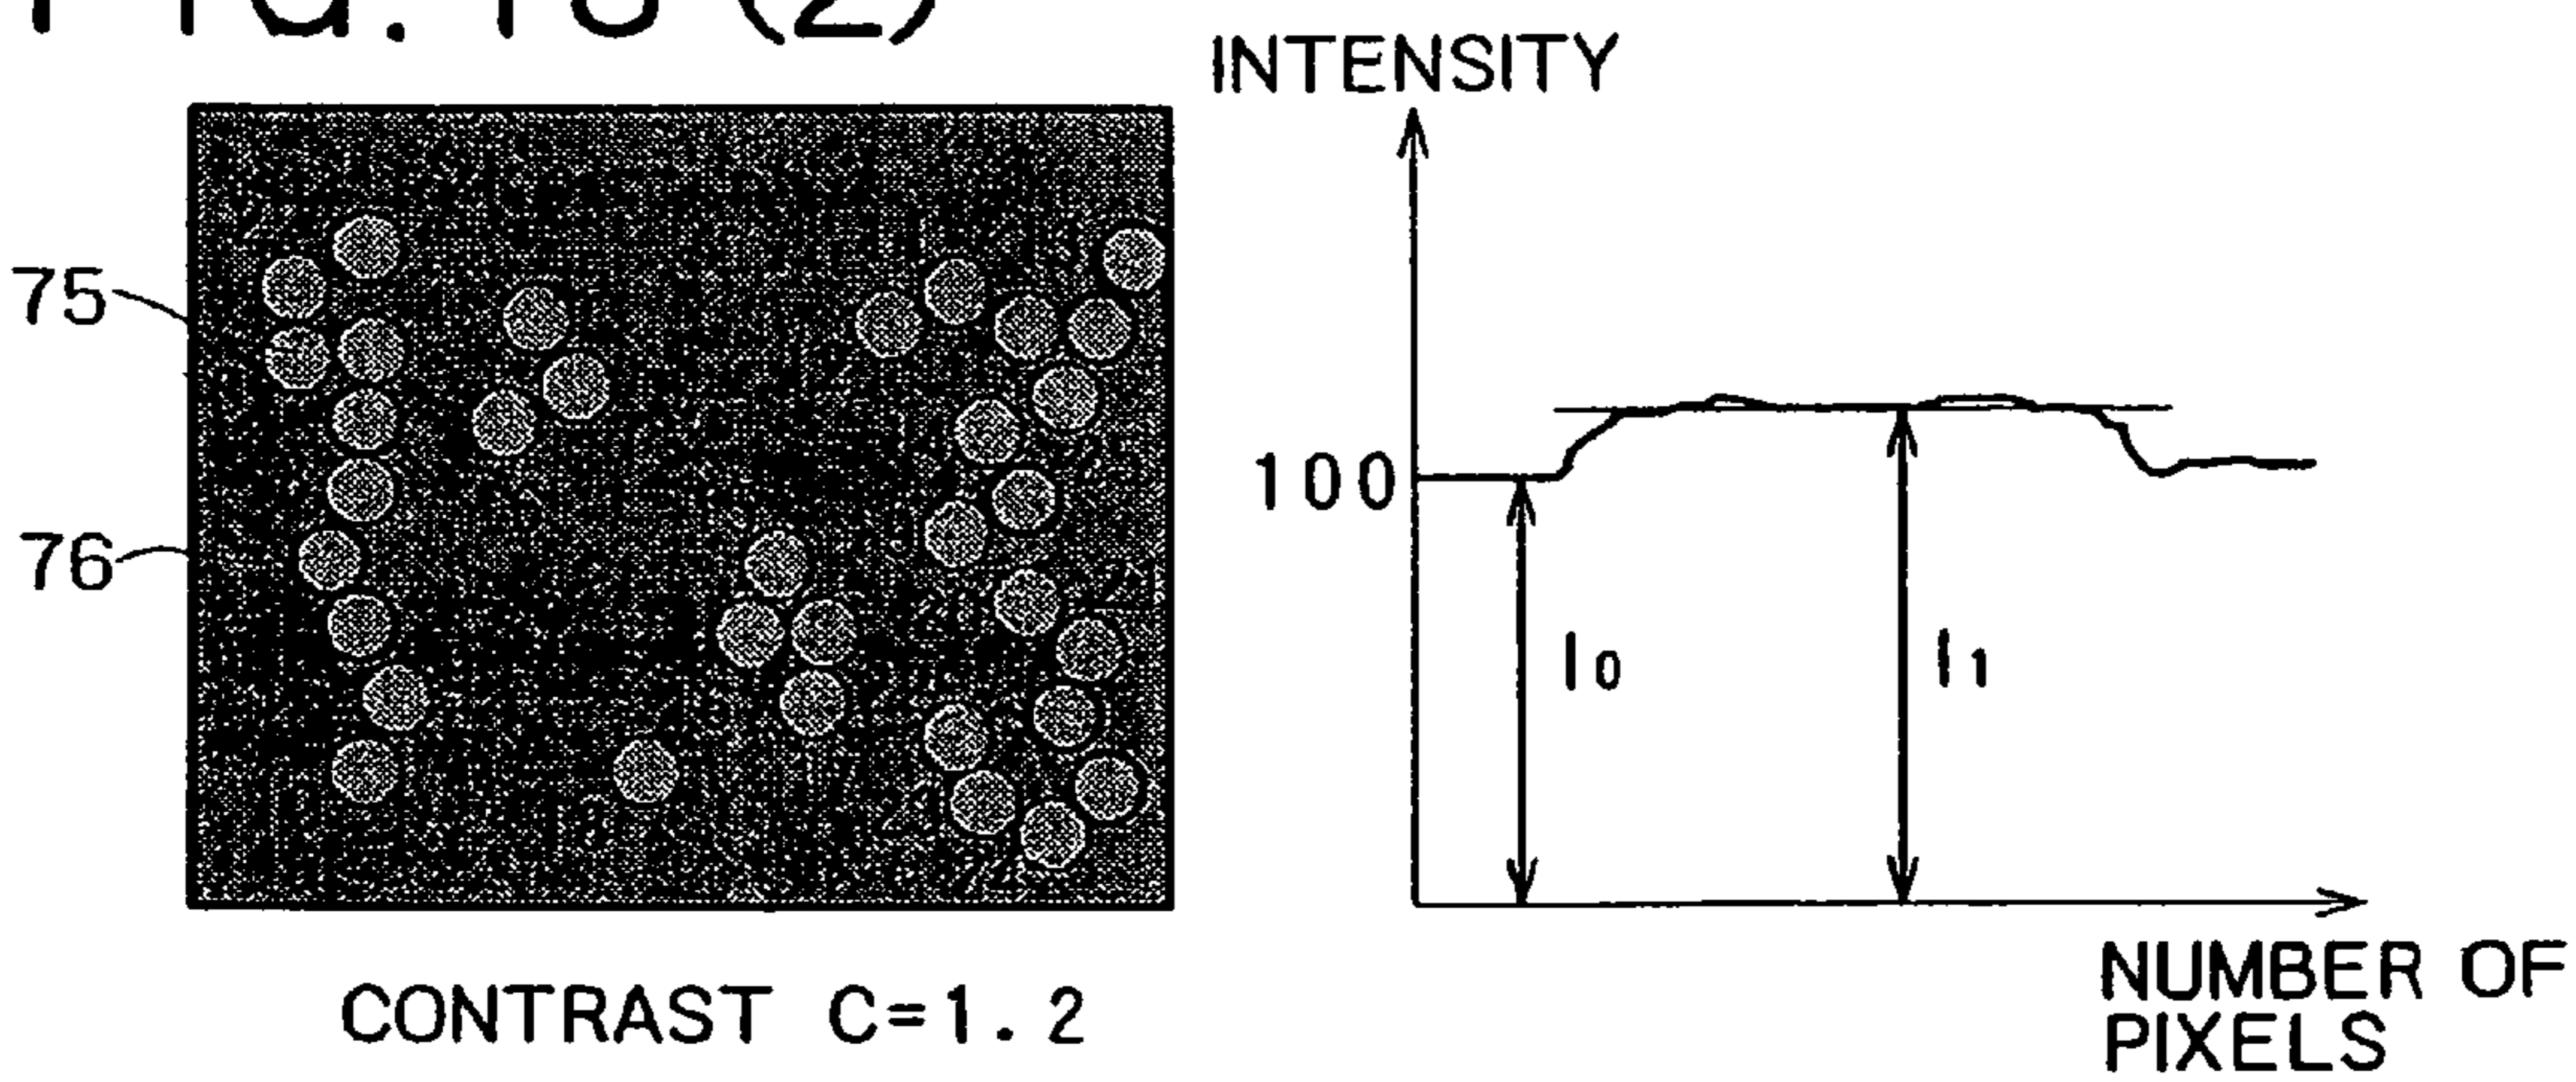 INTENSITY
75
76
100
I0
I1
NUMBER OF
PIXELS
CONTRAST C=1.2